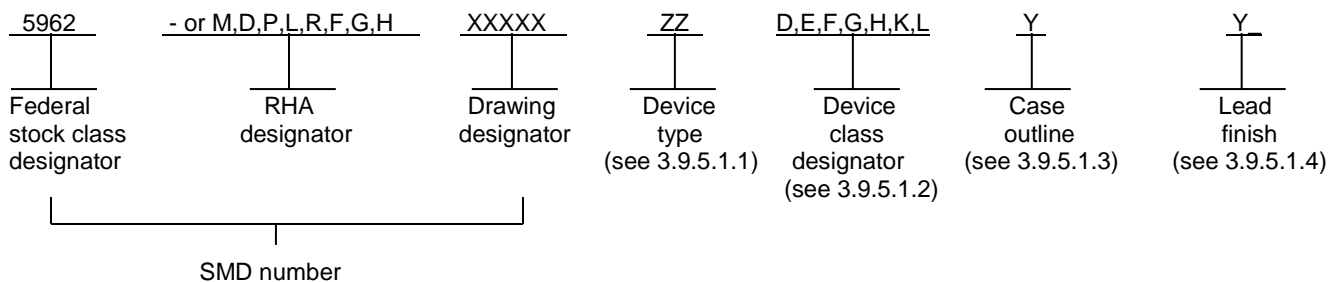 5962 - or M,D,P,L,R,F,G,H XXXXX ZZ D,E,F,G,H,K,L Y Y_
Federal RHA Drawing Device Device Case Lead
stock class designator designator type class outline finish
designator (see 3.9.5.1.1) designator (see 3.9.5.1.3) (see 3.9.5.1.4)
(see 3.9.5.1.2)
SMD number